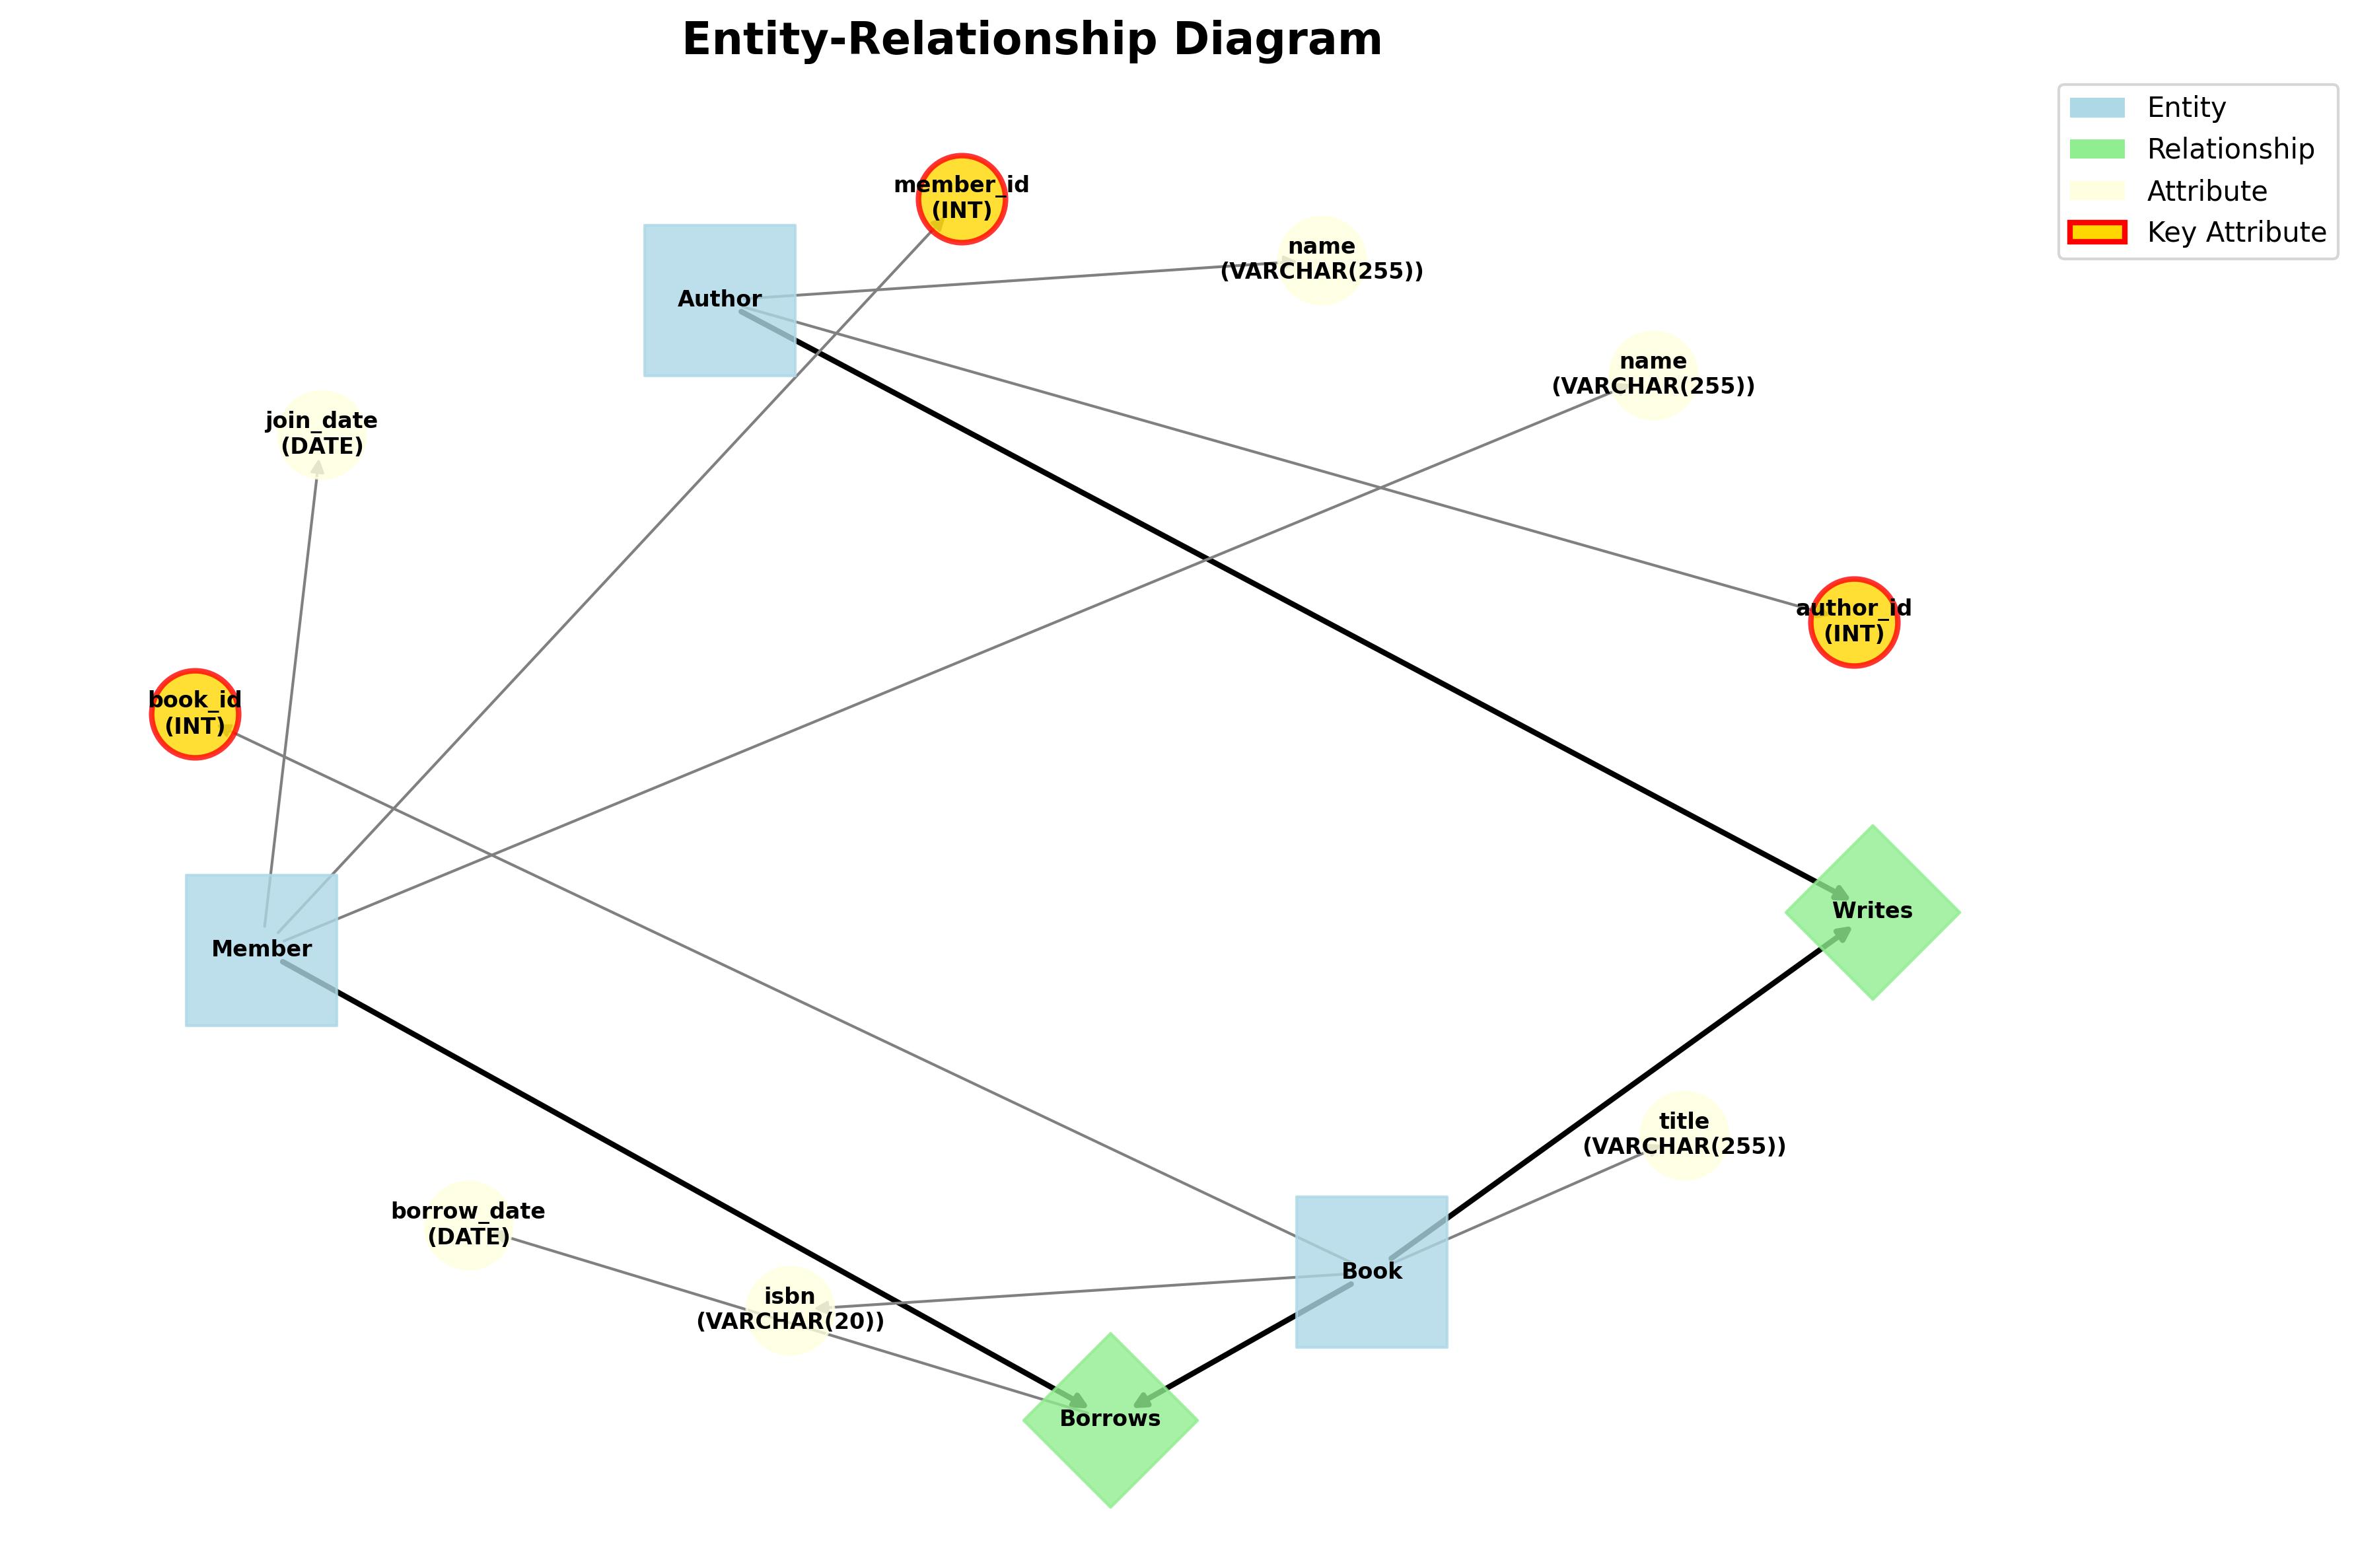 Entity-Relationship Diagram
Entity
Relationship
Attribute
Key Attribute
member_id
(INT)
name
(VARCHAR(255))
Author
name
(VARCHAR(255))
join_date
(DATE)
author_id
(INT)
book_id
(INT)
Writes
Member
title
(VARCHAR(255))
borrow_date
(DATE)
Book
isbn
(VARCHAR(20))
Borrows